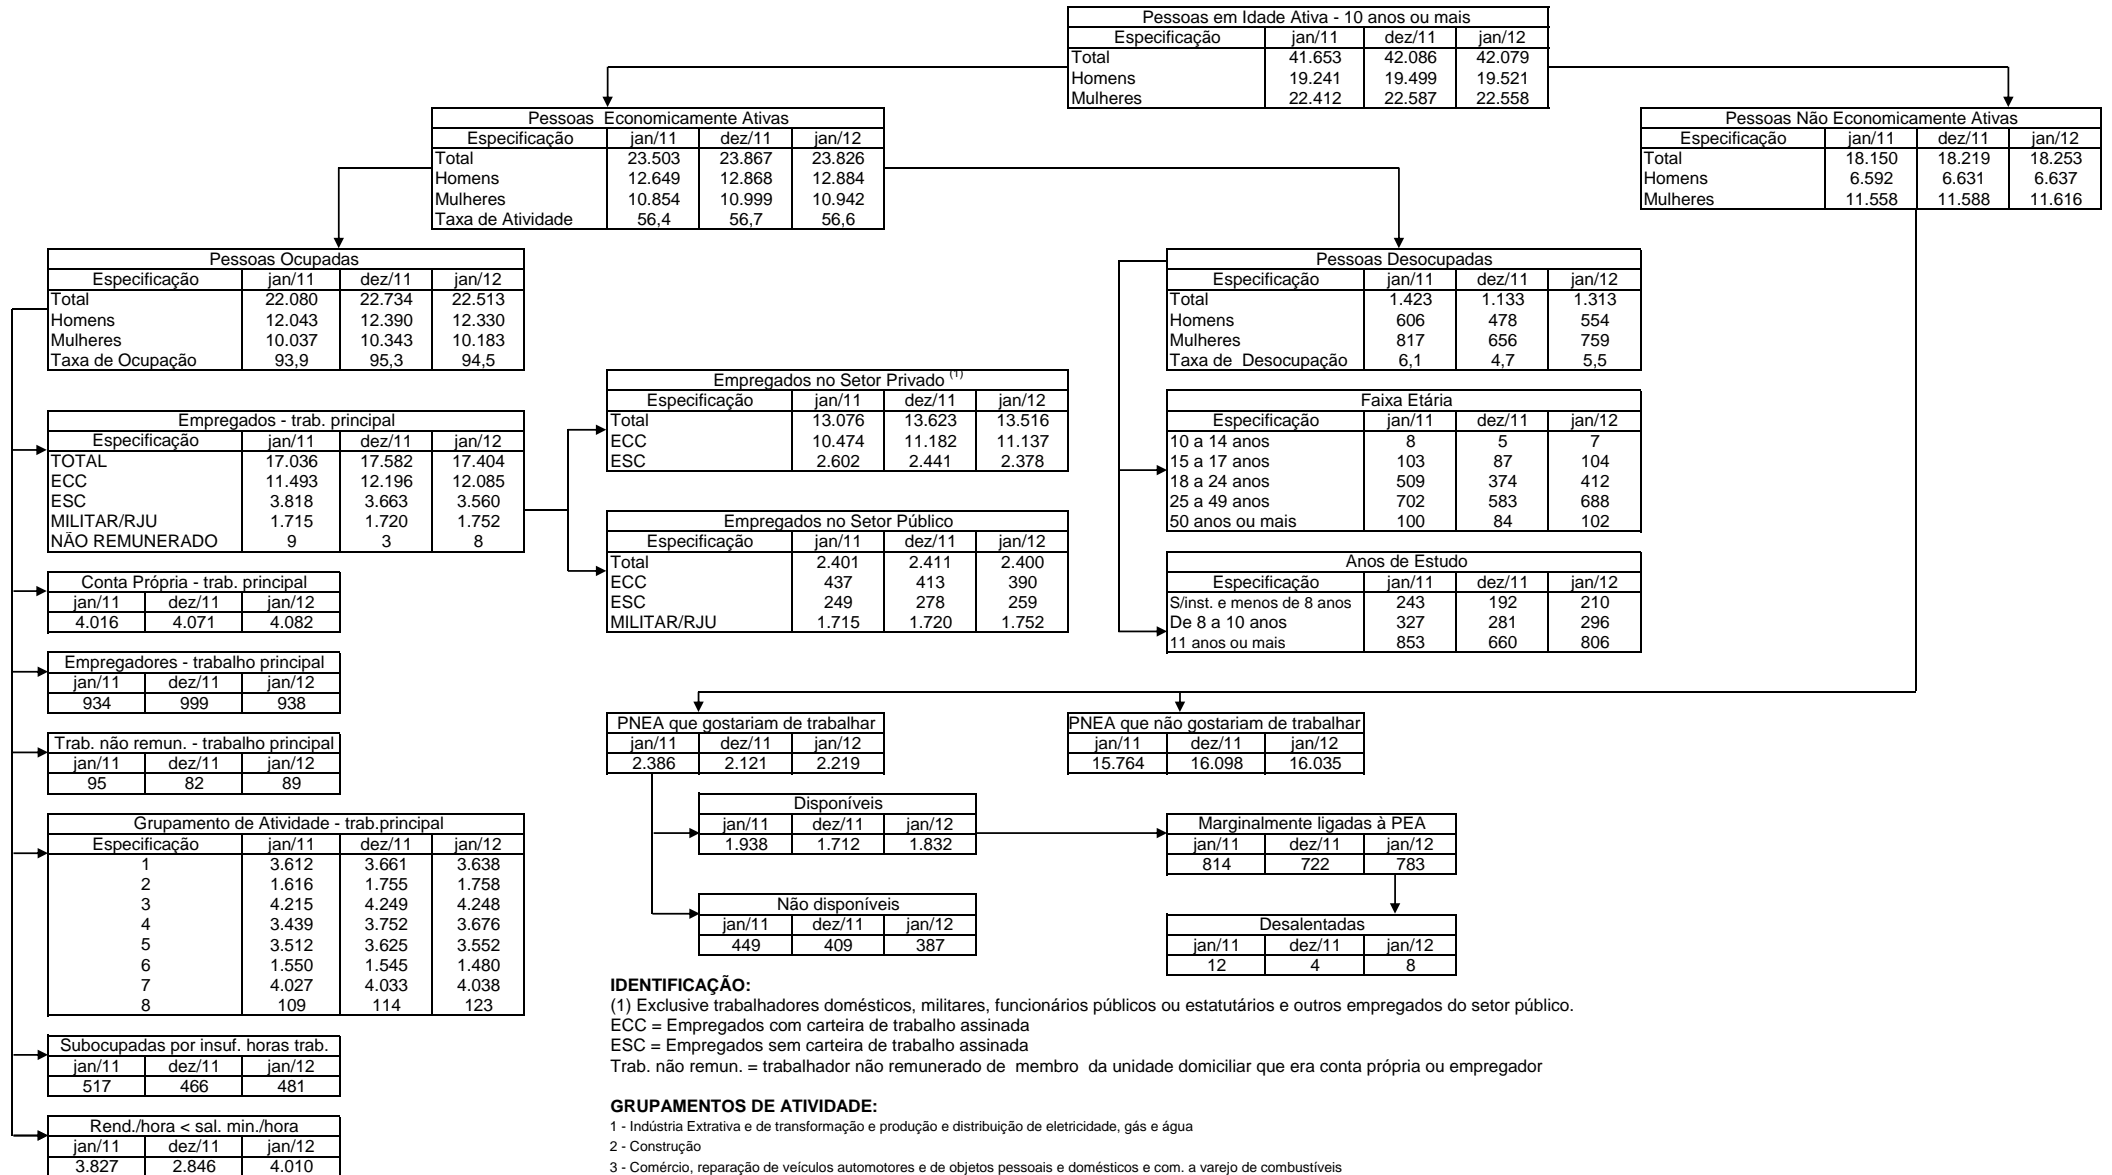 Pessoas em Idade Ativa - 10 anos ou mais
Especificação jan/11 dez/11 jan/12
Total 41.653 42.086 42.079
Homens 19.241 19.499 19.521
Mulheres 22.412 22.587 22.558
Pessoas Economicamente Ativas
Especificação jan/11 dez/11 jan/12
Total 23.503 23.867 23.826
Homens 12.649 12.868 12.884
Mulheres 10.854 10.999 10.942
Taxa de Atividade 56,4 56,7 56,6
Pessoas Não Economicamente Ativas
Especificação jan/11 dez/11 jan/12
Total 18.150 18.219 18.253
Homens 6.592 6.631 6.637
Mulheres 11.558 11.588 11.616
Pessoas Ocupadas
Especificação jan/11 dez/11 jan/12
Total 22.080 22.734 22.513
Homens 12.043 12.390 12.330
Mulheres 10.037 10.343 10.183
Taxa de Ocupação 93,9 95,3 94,5
Pessoas Desocupadas
Especificação jan/11 dez/11 jan/12
Total 1.423 1.133 1.313
Homens 606 478 554
Mulheres 817 656 759
Taxa de Desocupação 6,1 4,7 5,5
Empregados - trab. principal
Especificação jan/11 dez/11 jan/12
TOTAL 17.036 17.582 17.404
ECC 11.493 12.196 12.085
ESC 3.818 3.663 3.560
MILITAR/RJU 1.715 1.720 1.752
NÃO REMUNERADO 9 3 8
Empregados no Setor Privado (1)
Especificação jan/11 dez/11 jan/12
Total 13.076 13.623 13.516
ECC 10.474 11.182 11.137
ESC 2.602 2.441 2.378
Empregados no Setor Público
Especificação jan/11 dez/11 jan/12
Total 2.401 2.411 2.400
ECC 437 413 390
ESC 249 278 259
MILITAR/RJU 1.715 1.720 1.752
Faixa Etária
Especificação jan/11 dez/11 jan/12
10 a 14 anos 8 5 7
15 a 17 anos 103 87 104
18 a 24 anos 509 374 412
25 a 49 anos 702 583 688
50 anos ou mais 100 84 102
Anos de Estudo
Especificação jan/11 dez/11 jan/12
S/inst. e menos de 8 anos 243 192 210
De 8 a 10 anos 327 281 296
11 anos ou mais 853 660 806
Conta Própria - trab. principal
jan/11 dez/11 jan/12
4.016 4.071 4.082
Empregadores - trabalho principal
jan/11 dez/11 jan/12
934 999 938
Trab. não remun. - trabalho principal
jan/11 dez/11 jan/12
95 82 89
PNEA que gostariam de trabalhar
jan/11 dez/11 jan/12
2.386 2.121 2.219
PNEA que não gostariam de trabalhar
jan/11 dez/11 jan/12
15.764 16.098 16.035
Disponíveis
jan/11 dez/11 jan/12
1.938 1.712 1.832
Marginalmente ligadas à PEA
jan/11 dez/11 jan/12
814 722 783
Não disponíveis
jan/11 dez/11 jan/12
449 409 387
Desalentadas
jan/11 dez/11 jan/12
12 4 8
Grupamento de Atividade - trab.principal
Especificação jan/11 dez/11 jan/12
1 3.612 3.661 3.638
2 1.616 1.755 1.758
3 4.215 4.249 4.248
4 3.439 3.752 3.676
5 3.512 3.625 3.552
6 1.550 1.545 1.480
7 4.027 4.033 4.038
8 109 114 123
Subocupadas por insuf. horas trab.
jan/11 dez/11 jan/12
517 466 481
Rend./hora < sal. min./hora
jan/11 dez/11 jan/12
3.827 2.846 4.010
IDENTIFICAÇÃO:
(1) Exclusive trabalhadores domésticos, militares, funcionários públicos ou estatutários e outros empregados do setor público.
ECC = Empregados com carteira de trabalho assinada
ESC = Empregados sem carteira de trabalho assinada
Trab. não remun. = trabalhador não remunerado de membro da unidade domiciliar que era conta própria ou empregador
GRUPAMENTOS DE ATIVIDADE:
1 - Indústria Extrativa e de transformação e produção e distribuição de eletricidade, gás e água
2 - Construção
3 - Comércio, reparação de veículos automotores e de objetos pessoais e domésticos e com. a varejo de combustíveis